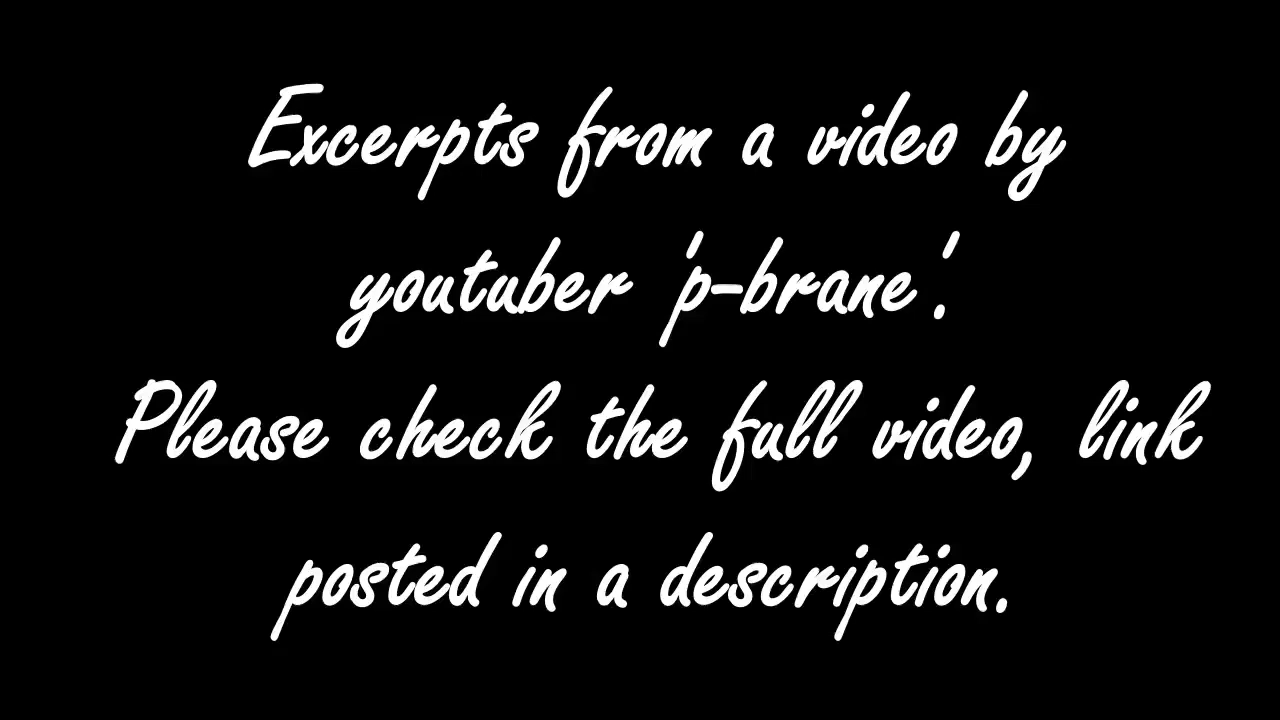 Excerpts from a video by
youtuber 'p-brane'.
Please check the full video, link
posted in a description.